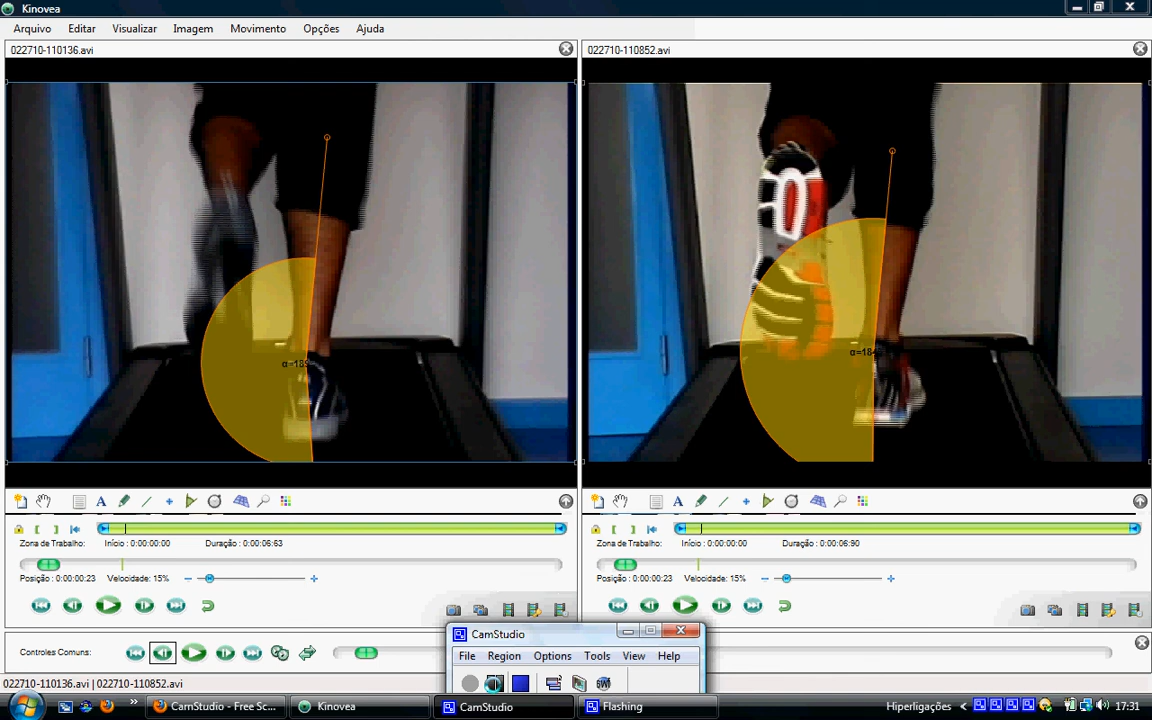 Kinovea
Arquivo Editar Visualizar Imagem Movimento Opções Ajuda
022710-110136.avi
022710-110852.avi
α=185
α=184
Zona de Trabalho: Início : 0:00:00:00 Duração : 0:00:06:63
Zona de Trabalho: Início : 0:00:00:00 Duração : 0:00:06:90
Posição : 0:00:00:23 Velocidade: 15%
Posição : 0:00:00:23 Velocidade: 15%
CamStudio
Controles Comuns:
File Region Options Tools View Help
022710-110136.avi | 022710-110852.avi
CamStudio - Free Sc... Kinovea CamStudio Flashing Hiperligações 17:31